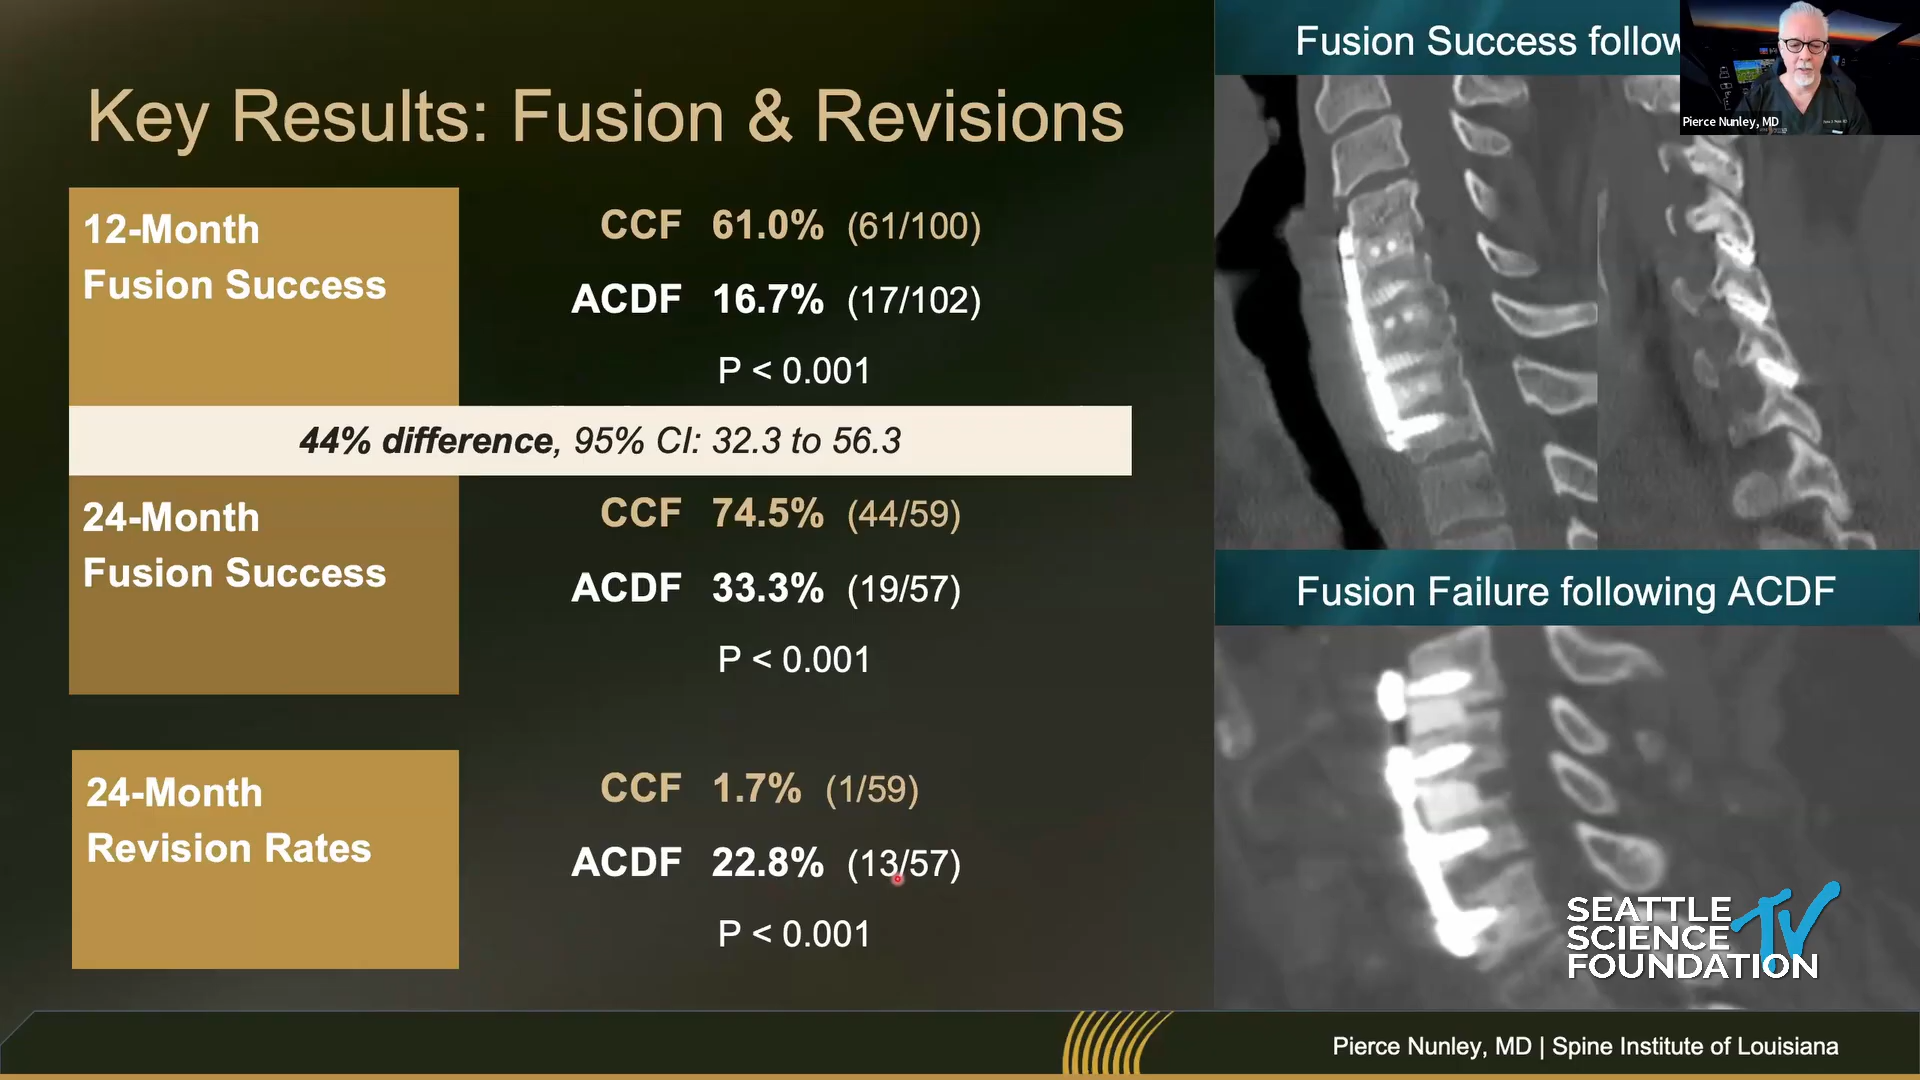 Key Results: Fusion & Revisions
12-Month
Fusion Success
CCF 61.0% (61/100)
ACDF 16.7% (17/102)
P < 0.001
44% difference, 95% CI: 32.3 to 56.3
24-Month
Fusion Success
CCF 74.5% (44/59)
ACDF 33.3% (19/57)
P < 0.001
24-Month
Revision Rates
CCF 1.7% (1/59)
ACDF 22.8% (13/57)
P < 0.001
Fusion Success follow
Pierce Nunley, MD
Fusion Failure following ACDF
SEATTLE
SCIENCE
FOUNDATION
TV
Pierce Nunley, MD | Spine Institute of Louisiana